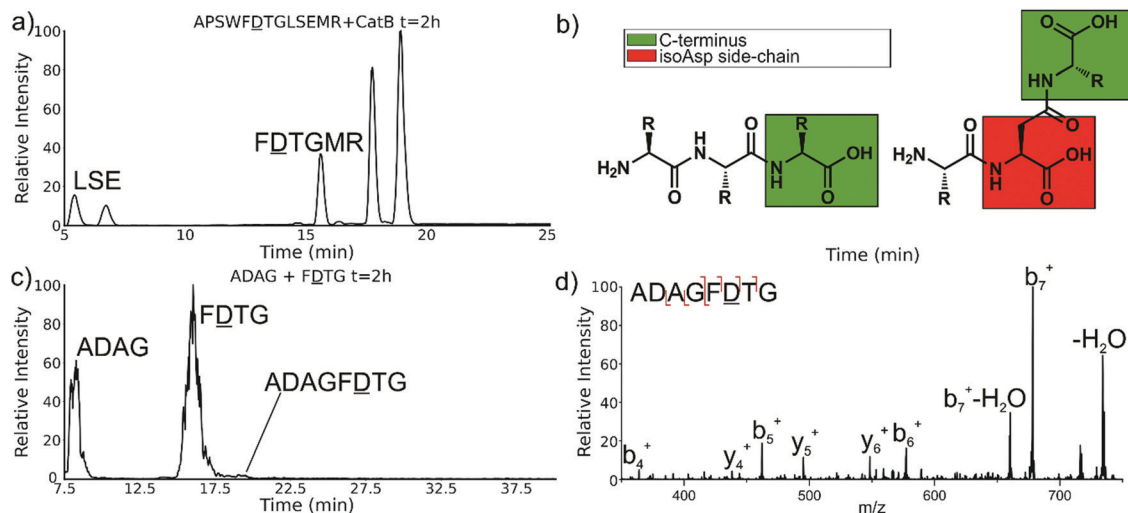 a)
APSWFDTGLSEMR+CatB t=2h
Relative Intensity
100
80
60
40
20
0
LSE
FDTGMR
5
10
15
20
25
Time (min)
b)
C-terminus
isoAsp side-chain
H₂N
R
O
H
N
R
O
N
H
R
OH
O
O
OH
NH
R
O
H₂N
R
O
N
H
OH
O
Time (min)
c)
ADAG + FDTG t=2h
Relative Intensity
100
80
60
40
20
0
ADAG
FDTG
ADAGFDTG
7.5
12.5
17.5
22.5
27.5
32.5
37.5
Time (min)
d)
ADAGFDTG
Relative Intensity
100
80
60
40
20
0
b₄⁺
y₄⁺
b₅⁺
y₅⁺
y₆⁺
b₆⁺
b₇⁺-H₂O
b₇⁺
-H₂O
400
500
600
700
m/z